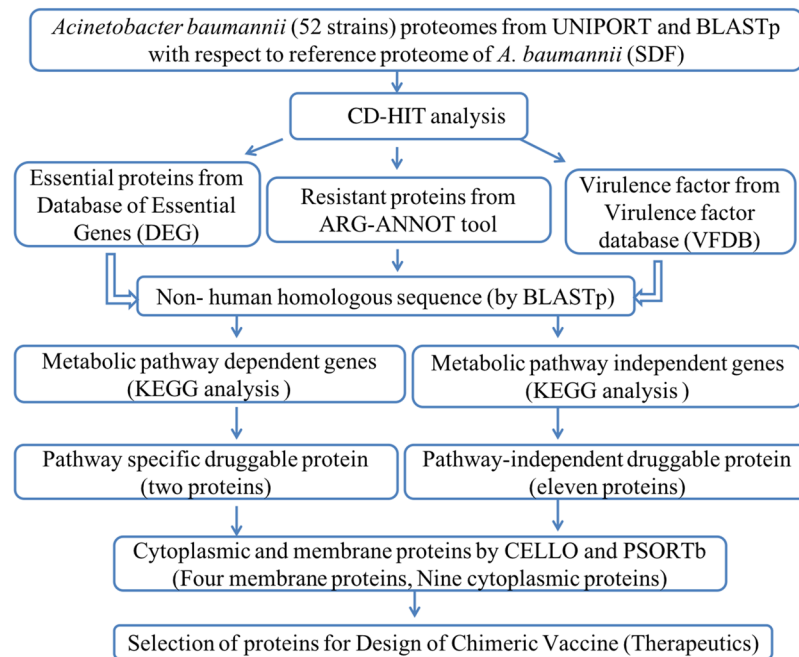 Acinetobacter baumannii (52 strains) proteomes from UNIPORT and BLASTp
with respect to reference proteome of A. baumannii (SDF)
CD-HIT analysis
Essential proteins from
Database of Essential
Genes (DEG)
Resistant proteins from
ARG-ANNOT tool
Virulence factor from
Virulence factor
database (VFDB)
Non- human homologous sequence (by BLASTp)
Metabolic pathway dependent genes
(KEGG analysis )
Metabolic pathway independent genes
(KEGG analysis )
Pathway specific druggable protein
(two proteins)
Pathway-independent druggable protein
(eleven proteins)
Cytoplasmic and membrane proteins by CELLO and PSORTb
(Four membrane proteins, Nine cytoplasmic proteins)
Selection of proteins for Design of Chimeric Vaccine (Therapeutics)